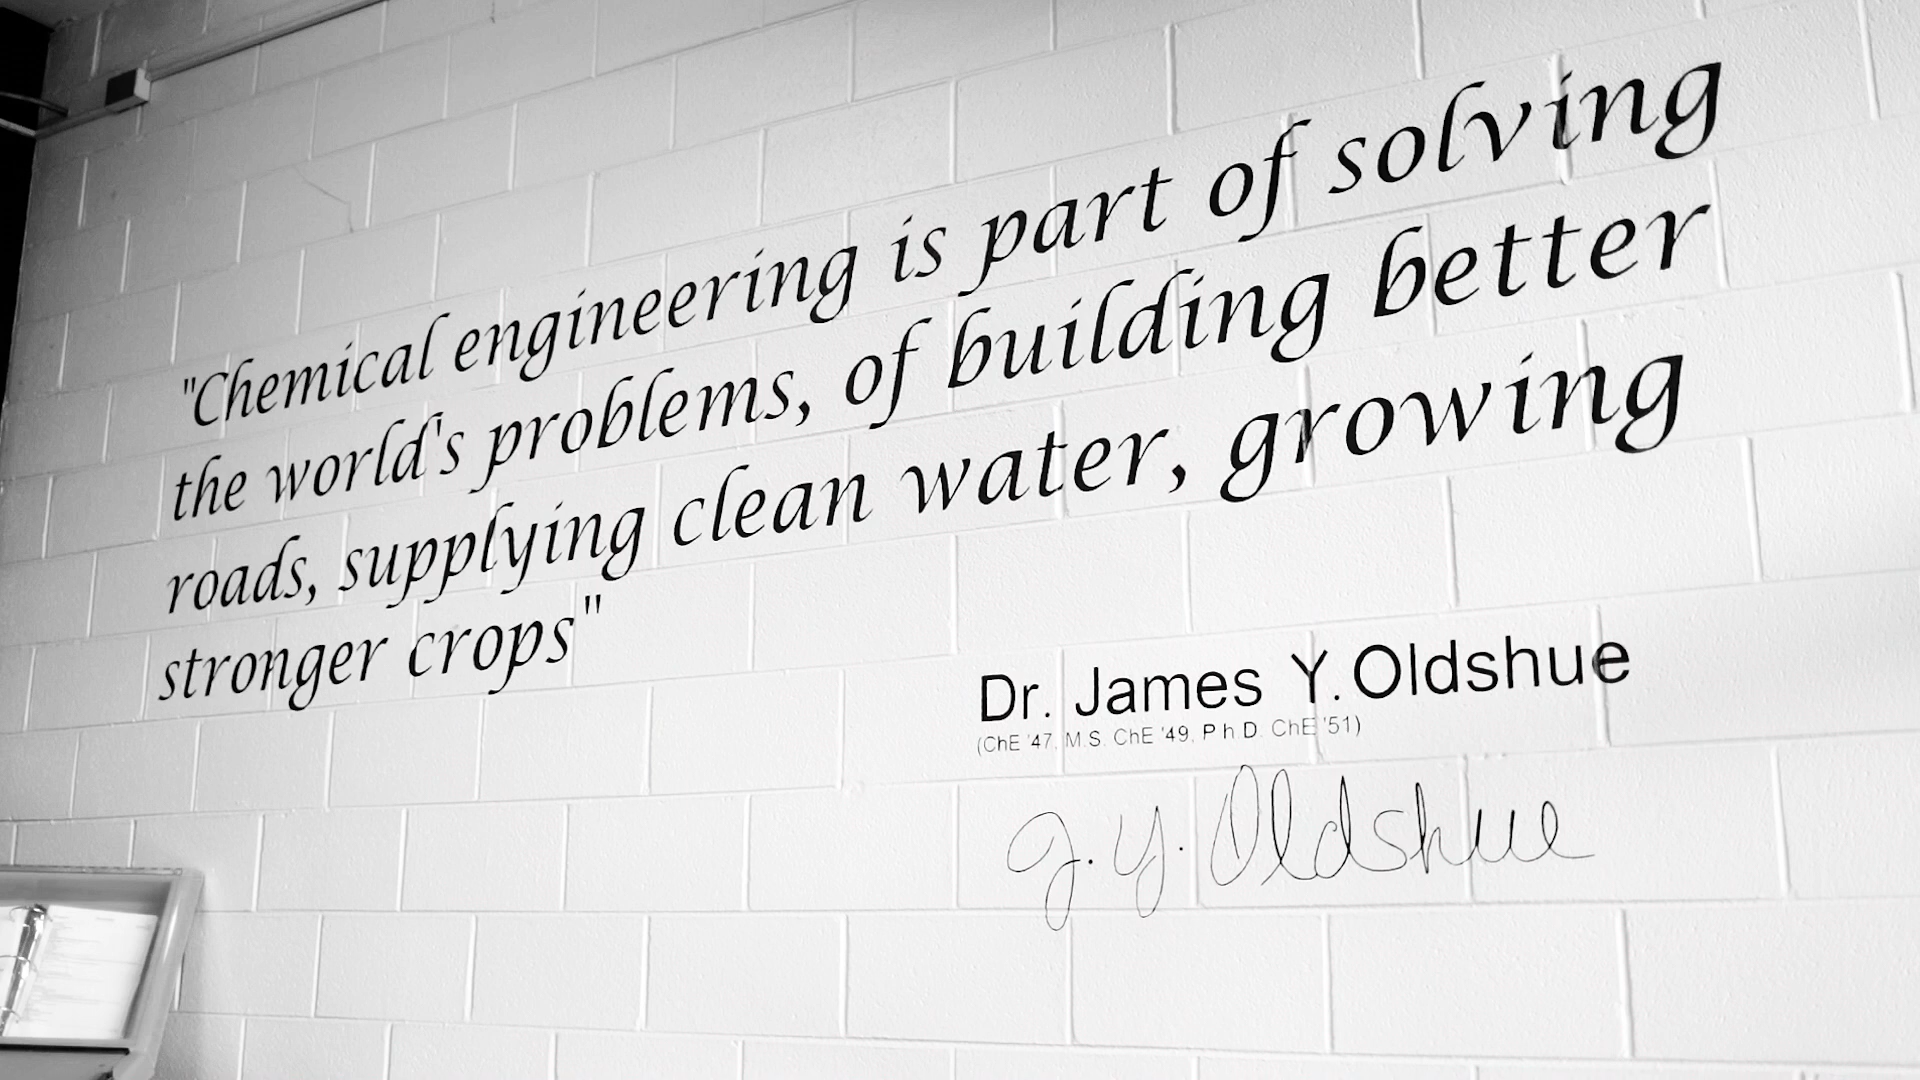 "Chemical engineering is part of solving
the world's problems, of building better
roads, supplying clean water, growing
stronger crops"
Dr. James Y. Oldshue
(ChE '47, M.S. ChE '49, Ph.D. ChE '51)
J. Y. Oldshue